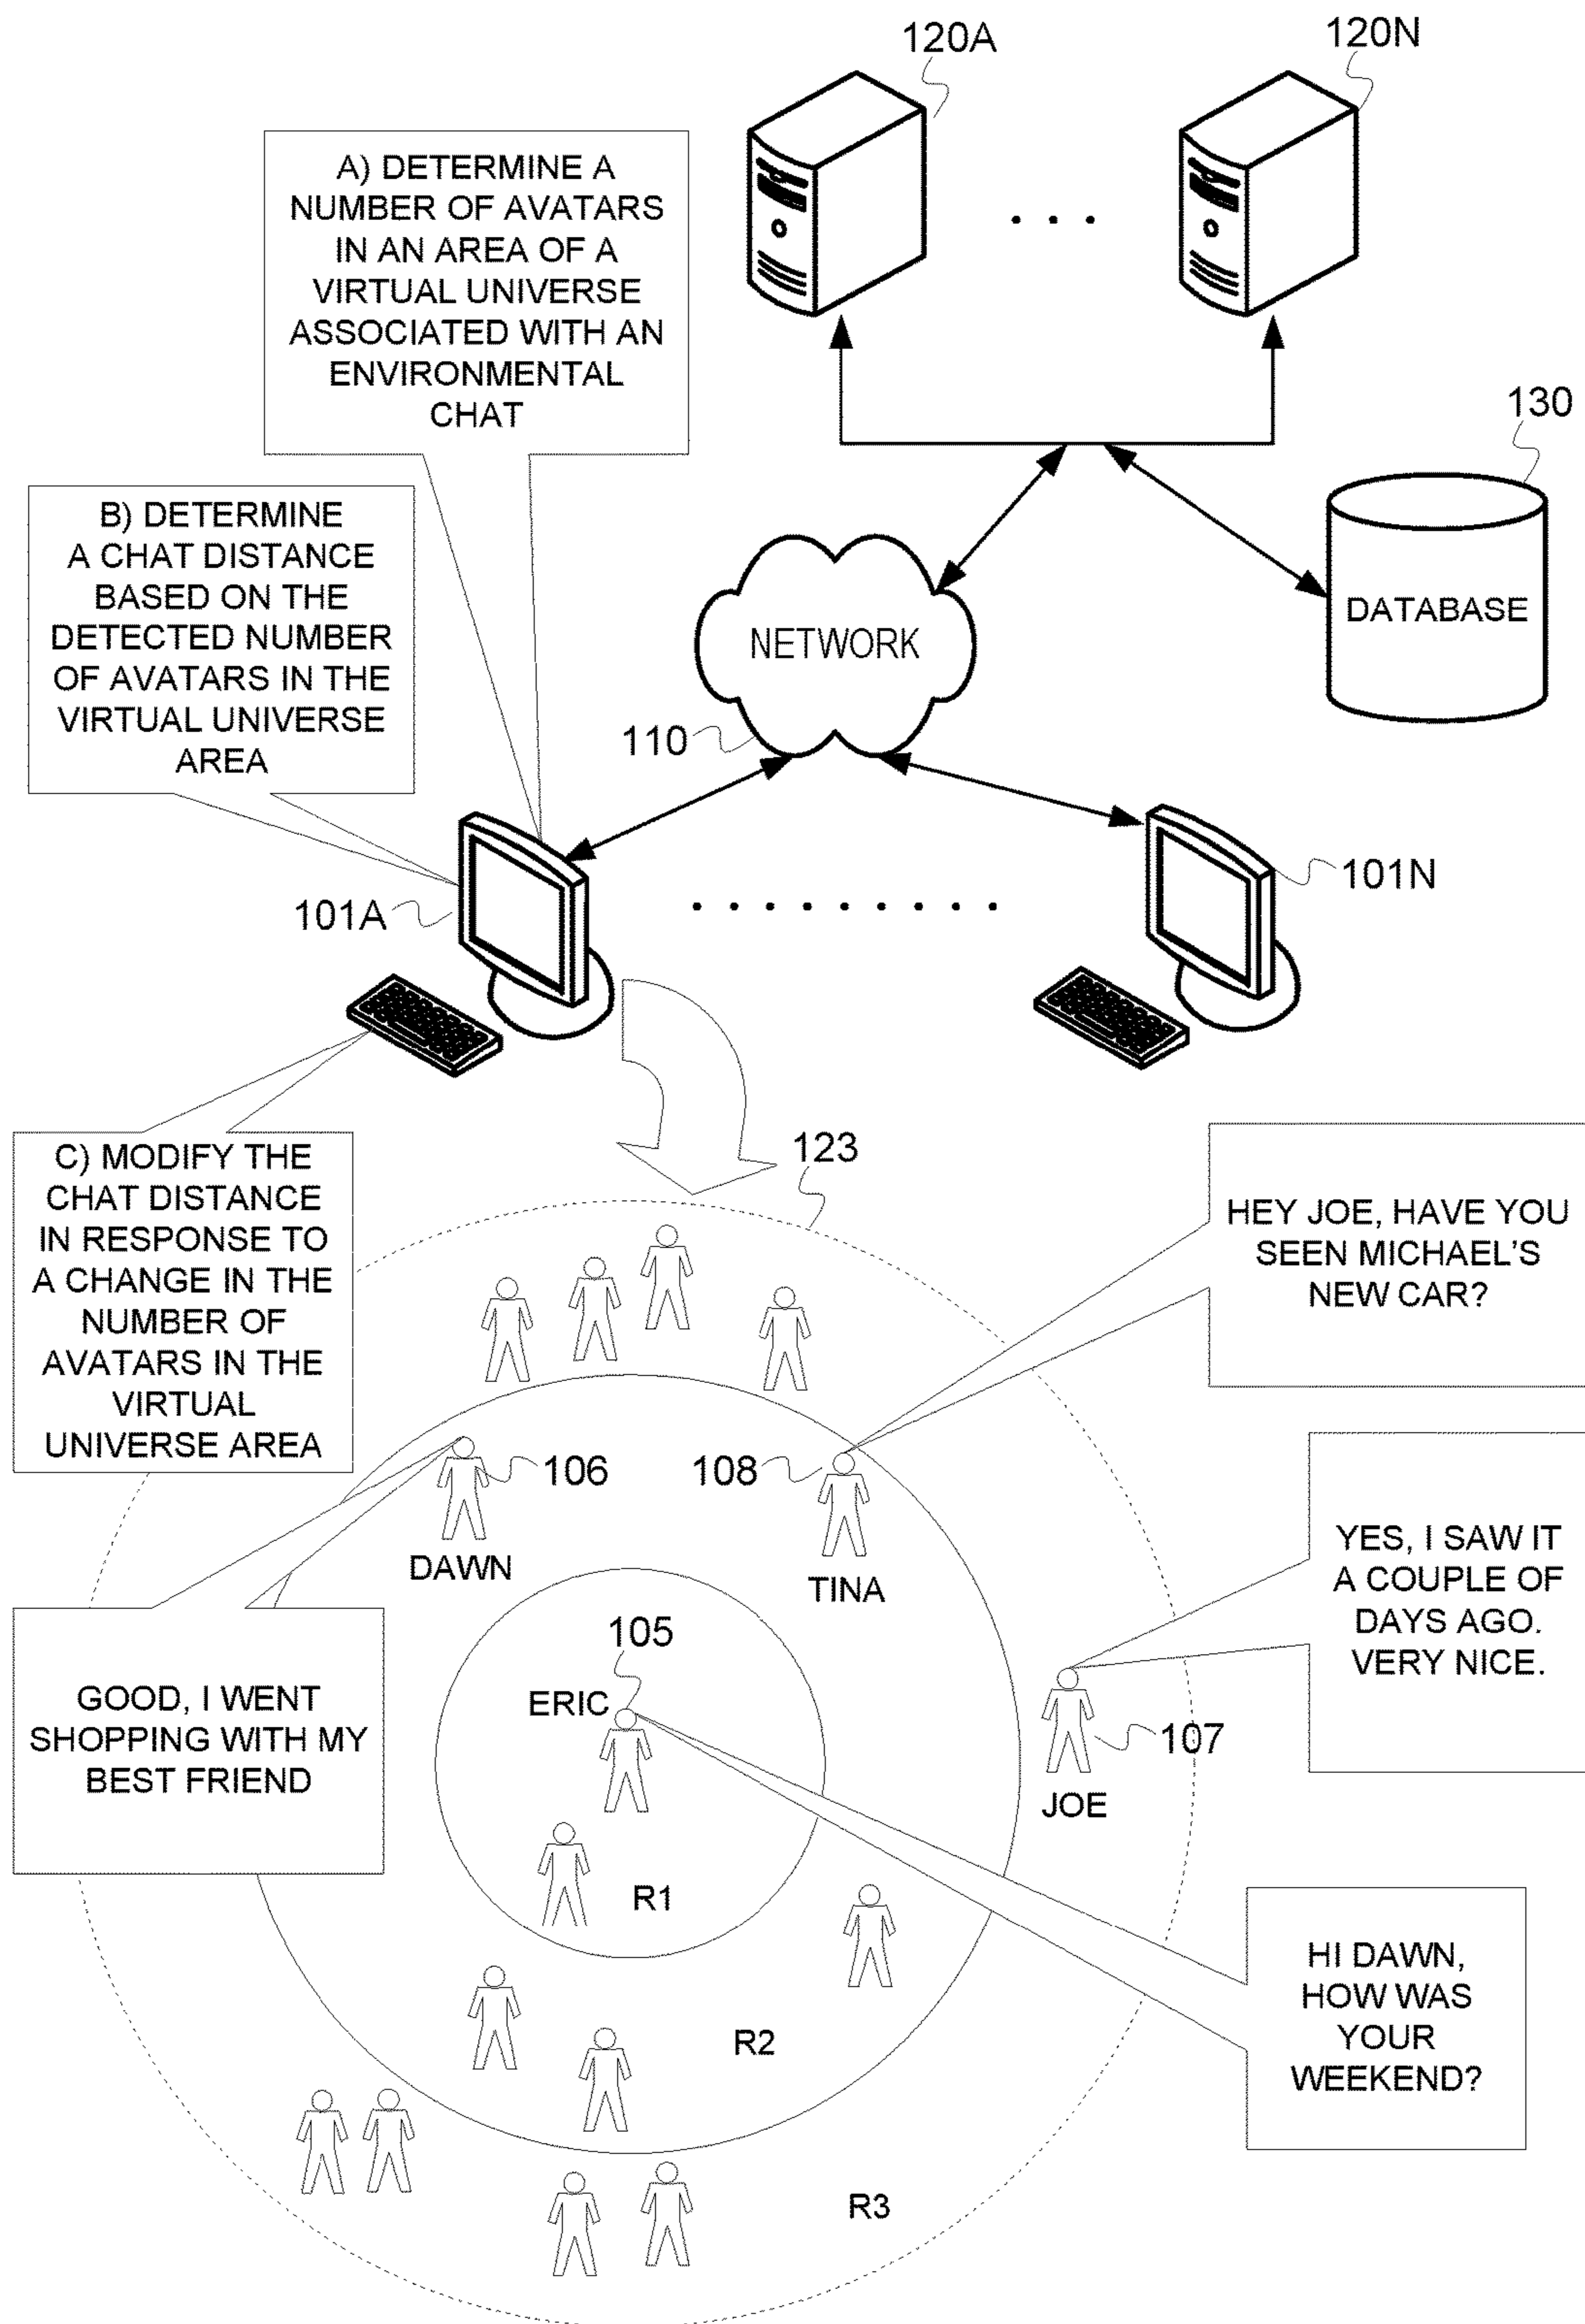 120A
120N
A) DETERMINE A
NUMBER OF AVATARS
IN AN AREA OF A
VIRTUAL UNIVERSE
ASSOCIATED WITH AN
ENVIRONMENTAL
CHAT
130
B) DETERMINE
A CHAT DISTANCE
BASED ON THE
DETECTED NUMBER
OF AVATARS IN THE
VIRTUAL UNIVERSE
AREA
DATABASE
NETWORK
110
101A
101N
C) MODIFY THE
CHAT DISTANCE
IN RESPONSE TO
A CHANGE IN THE
NUMBER OF
AVATARS IN THE
VIRTUAL
UNIVERSE AREA
123
HEY JOE, HAVE YOU
SEEN MICHAEL'S
NEW CAR?
106
108
DAWN
TINA
YES, I SAW IT
A COUPLE OF
DAYS AGO.
VERY NICE.
105
ERIC
GOOD, I WENT
SHOPPING WITH MY
BEST FRIEND
107
JOE
R1
HI DAWN,
HOW WAS
YOUR
WEEKEND?
R2
R3